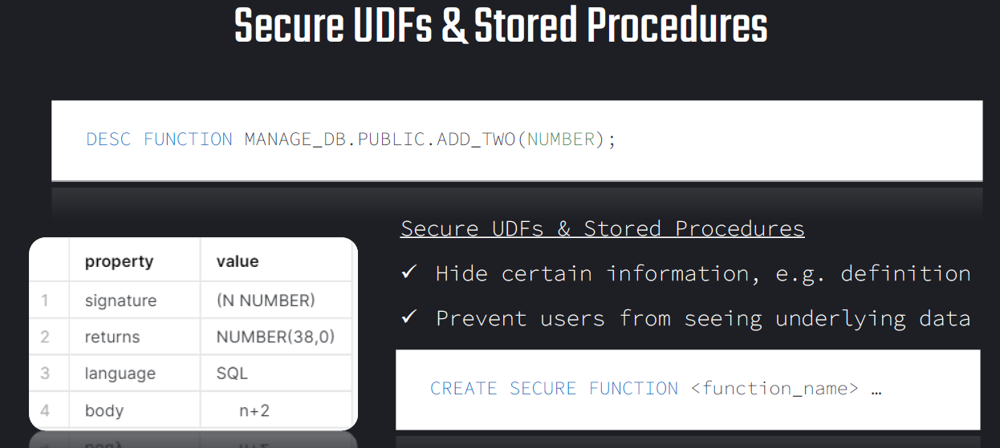 Secure UDFs & Stored Procedures
DESC FUNCTION MANAGE_DB.PUBLIC.ADD_TWO(NUMBER);
property value
1 signature (N NUMBER)
2 returns NUMBER(38,0)
3 language SQL
4 body n+2
Secure UDFs & Stored Procedures
✓ Hide certain information, e.g. definition
✓ Prevent users from seeing underlying data
CREATE SECURE FUNCTION <function_name> …